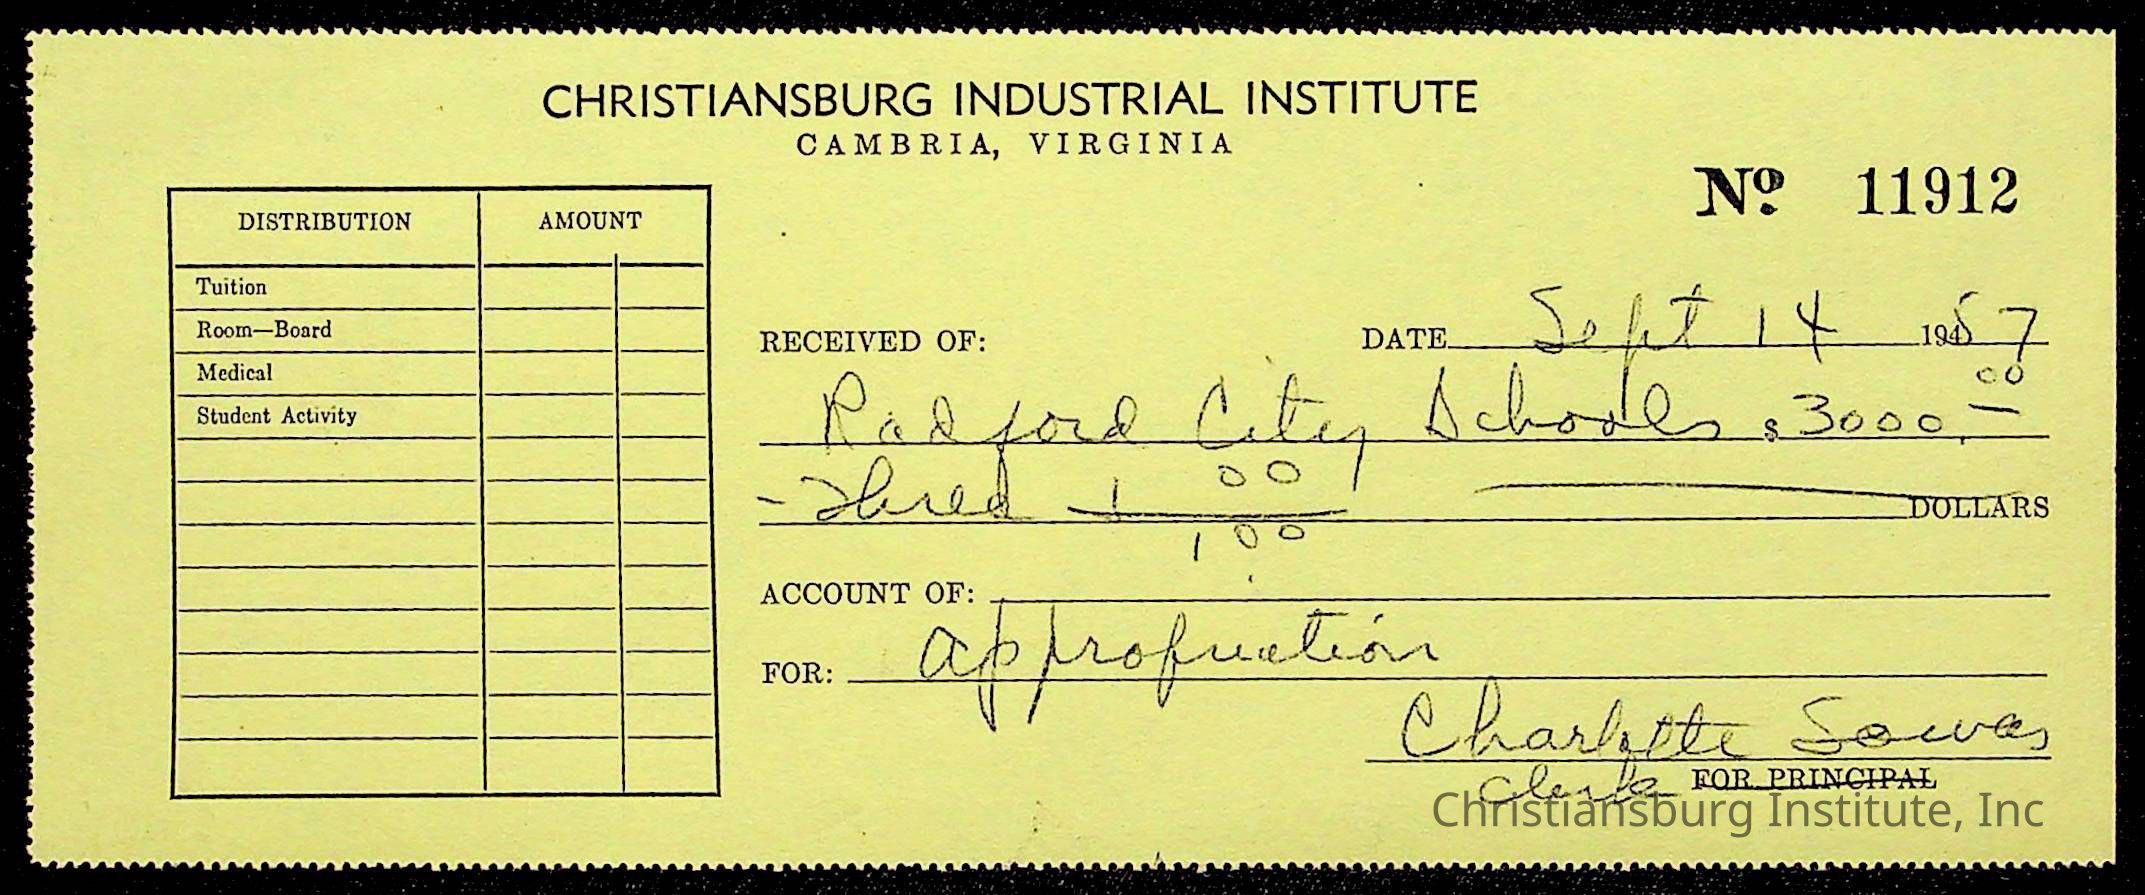 CHRISTIANSBURG INDUSTRIAL INSTITUTE
CAMBRIA, VIRGINIA
Nº 11912
DISTRIBUTION AMOUNT
Tuition
Room—Board
Medical
Student Activity
RECEIVED OF: DATE Sept 14 1957
Radford City Schools $ 3000.00
Three 00/100 DOLLARS
ACCOUNT OF:
FOR: appropriation
Charlotte
Clerk FOR PRINCIPAL
Christiansburg Institute, Inc